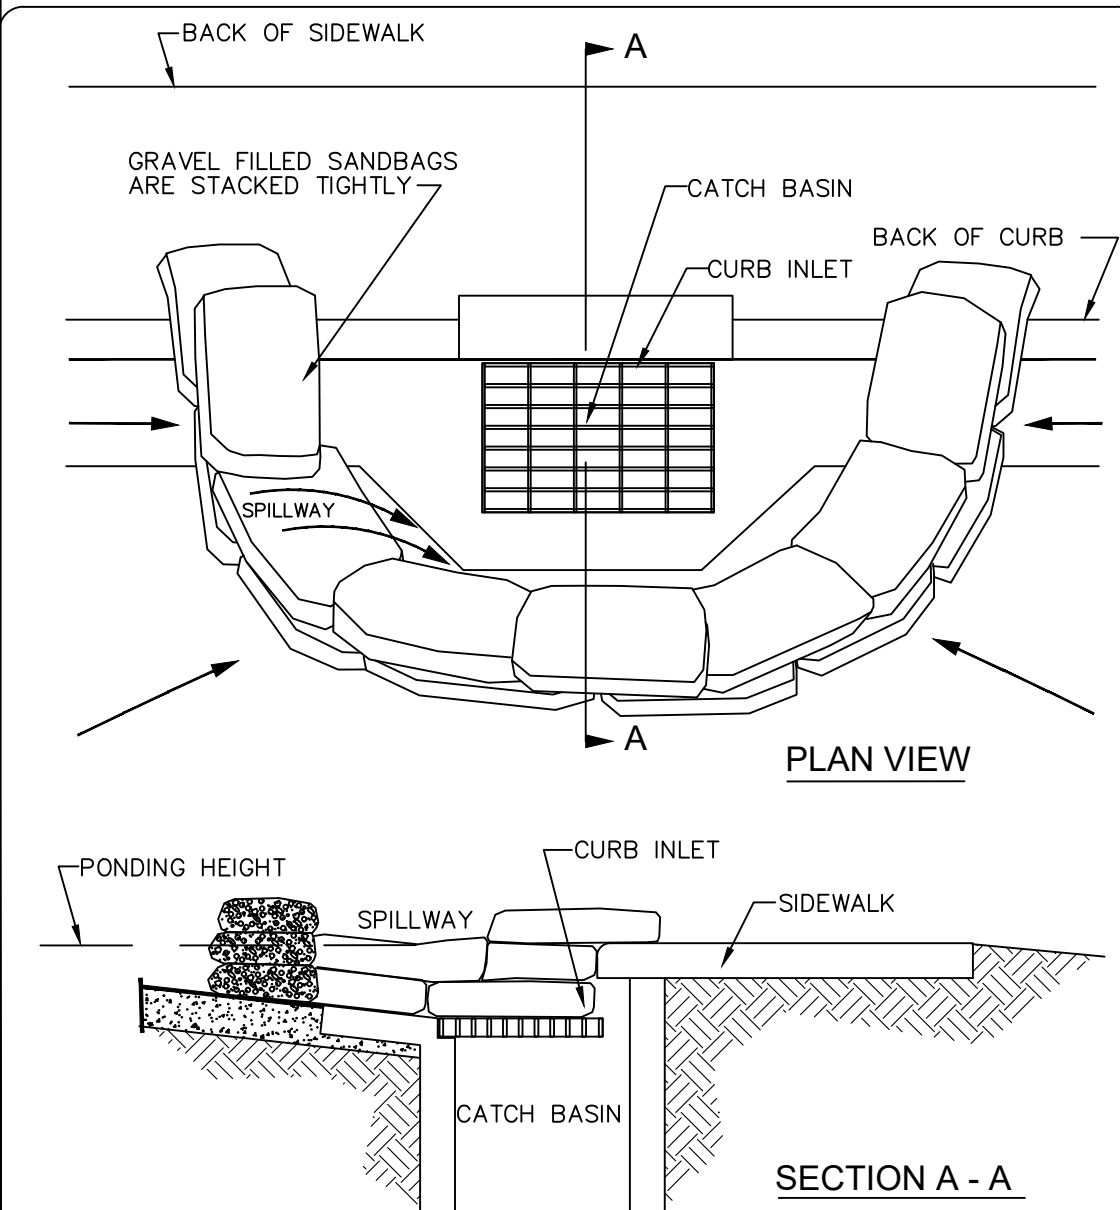 BACK OF SIDEWALK
A
GRAVEL FILLED SANDBAGS
ARE STACKED TIGHTLY
CATCH BASIN
BACK OF CURB
CURB INLET
SPILLWAY
A
PLAN VIEW
PONDING HEIGHT
CURB INLET
SPILLWAY
SIDEWALK
CATCH BASIN
SECTION A - A